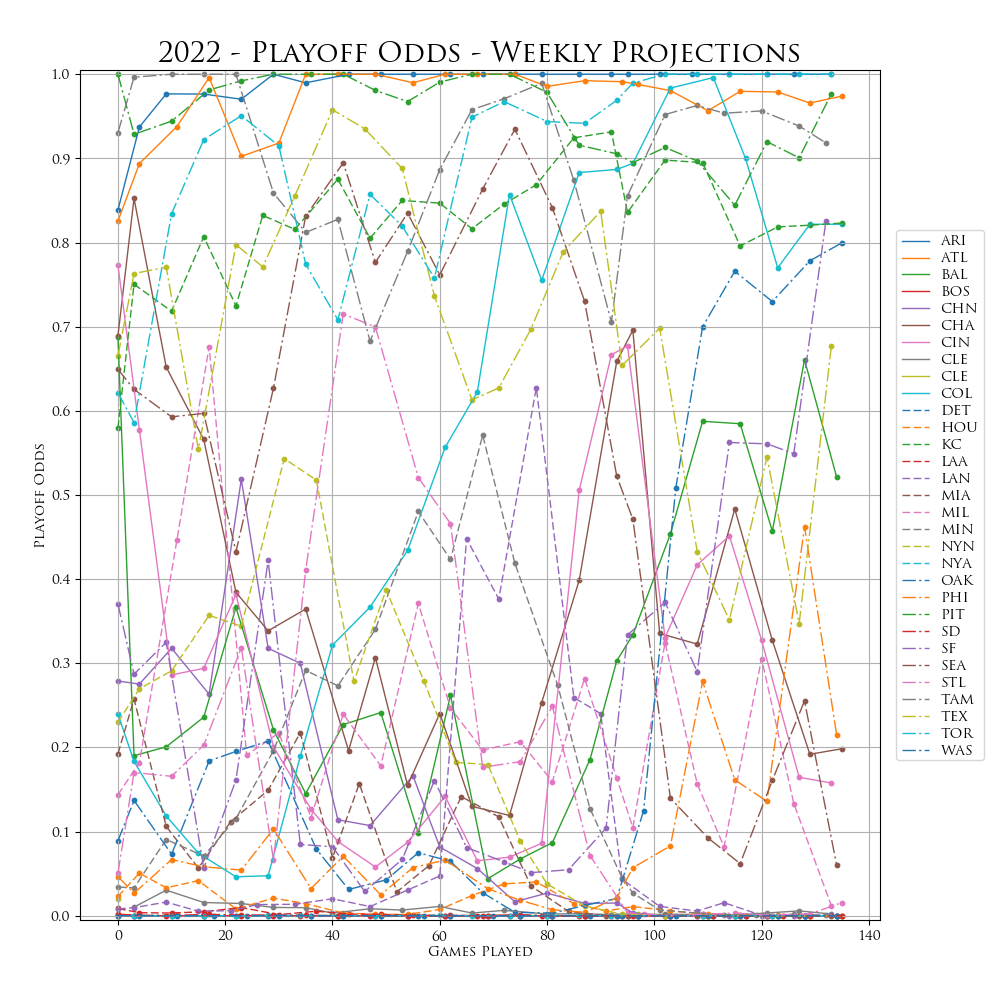 2022 - Playoff Odds - Weekly Projections
1.0
0.9
0.8
0.7
0.6
0.5
0.4
0.3
0.2
0.1
0.0
Playoff Odds
0 20 40 60 80 100 120 140
Games Played
ARI
ATL
BAL
BOS
CHN
CHA
CIN
CLE
CLE
COL
DET
HOU
KC
LAA
LAN
MIA
MIL
MIN
NYN
NYA
OAK
PHI
PIT
SD
SF
SEA
STL
TAM
TEX
TOR
WAS